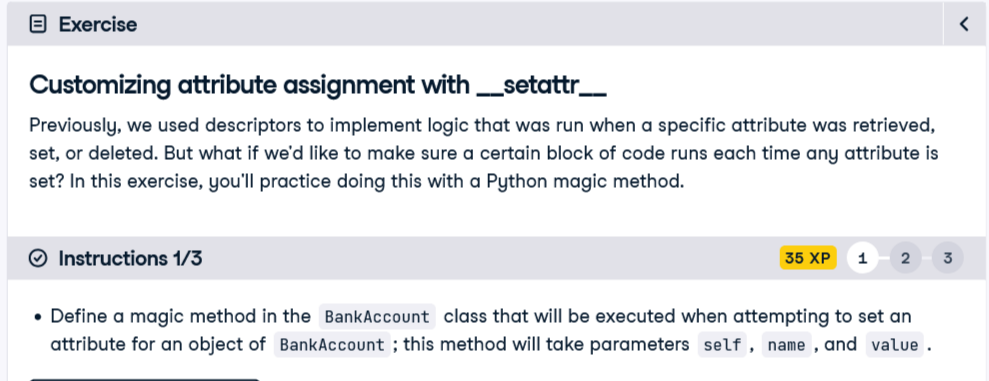 Exercise
Customizing attribute assignment with __setattr__
Previously, we used descriptors to implement logic that was run when a specific attribute was retrieved,
set, or deleted. But what if we'd like to make sure a certain block of code runs each time any attribute is
set? In this exercise, you'll practice doing this with a Python magic method.
Instructions 1/3 35 XP 1 2 3
• Define a magic method in the BankAccount class that will be executed when attempting to set an
attribute for an object of BankAccount ; this method will take parameters self , name , and value .